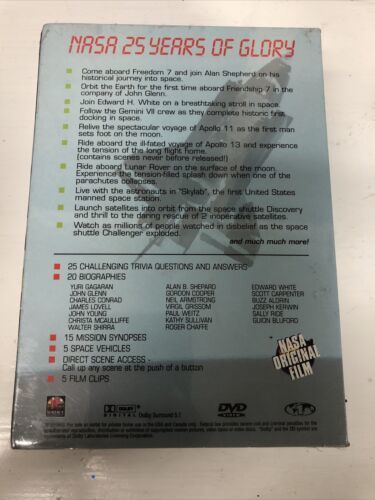 NASA 25 YEARS OF GLORY
Come aboard Freedom 7 and join Alan Shepherd on his
historical journey into space.
Orbit the Earth for the first time aboard Friendship 7 in the
company of John Glenn.
Join Edward H. White on a breathtaking stroll in space.
Follow the Gemini VII crew as they complete historic first
docking in space.
Relive the spectacular voyage of Apollo 11 as the first man
sets foot on the moon.
Ride aboard the ill-fated voyage of Apollo 13 and experience
the tension of the long flight home.
(contains scenes never before released!)
Ride aboard Lunar Rover on the surface of the moon.
Experience the tension-filled splash down when one of the
parachutes collapses.
Live with the astronauts in "Skylab", the first United States
manned space station.
Launch satellites into orbit from the space shuttle Discovery
and thrill to the daring rescue of 2 inoperative satellites.
Watch as millions of people watched in disbelief as the space
shuttle Challenger exploded.
and much much more!
25 CHALLENGING TRIVIA QUESTIONS AND ANSWERS
20 BIOGRAPHIES
YURI GAGARAN ALAN B. SHEPARD EDWARD WHITE
JOHN GLENN GORDON COOPER SCOTT CARPENTER
CHARLES CONRAD NEIL ARMSTRONG BUZZ ALDRIN
JAMES LOVELL VIRGIL GRISSOM JOSEPH KERWIN
JOHN YOUNG PAUL WEITZ SALLY RIDE
CHRISTA MCAULLIFFE KATHY SULLIVAN GUION BLUFORD
WALTER SHIRRA ROGER CHAFFE
15 MISSION SYNOPSES
5 SPACE VEHICLES
DIRECT SCENE ACCESS -
Call up any scene at the push of a button
5 FILM CLIPS
NASA
ORIGINAL
FILM
DOLBY
DIGITAL Dolby Surround 5.1
DVD
VIDEO